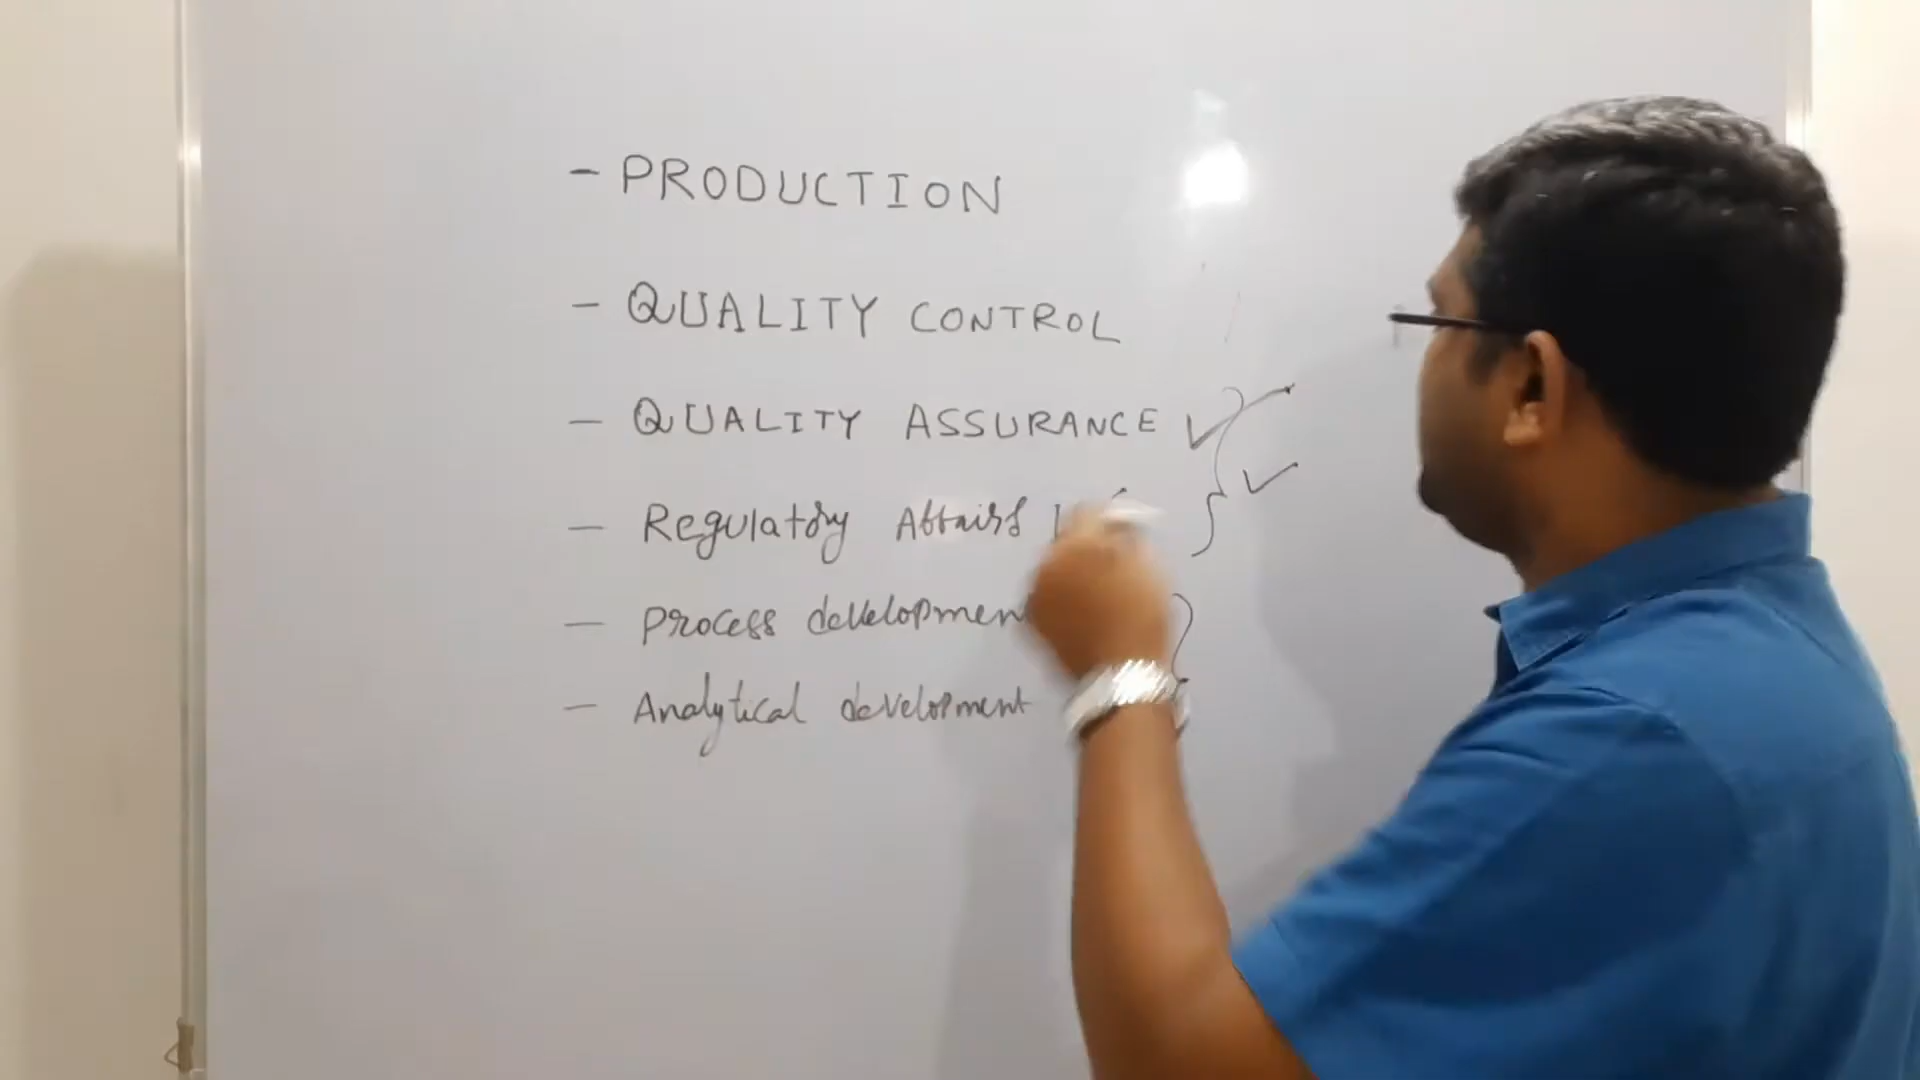 - PRODUCTION
- QUALITY CONTROL
- QUALITY ASSURANCE ✓
- Regulatory Affairs
- Process development
- Analytical development